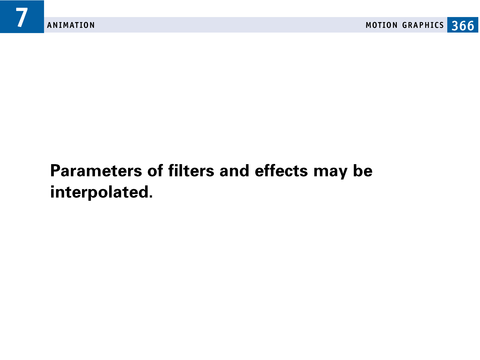 7
ANIMATION
MOTION GRAPHICS 366
Parameters of filters and effects may be
interpolated.